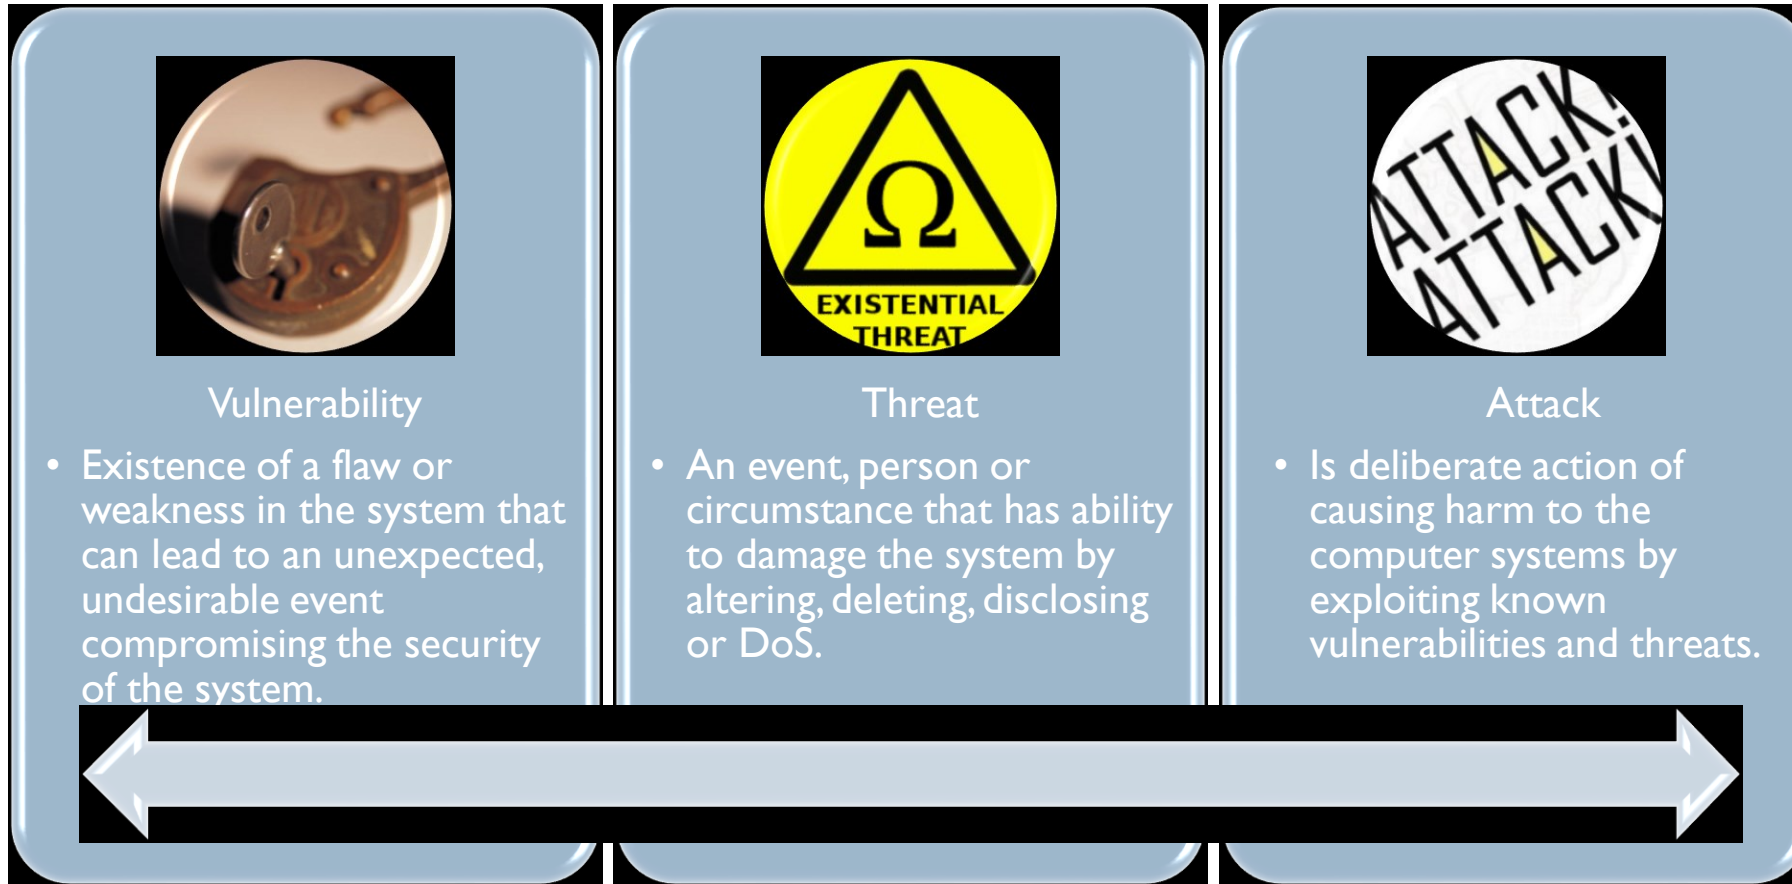 Vulnerability
• Existence of a flaw or
weakness in the system that
can lead to an unexpected,
undesirable event
compromising the security
of the system.
EXISTENTIAL
THREAT
Threat
• An event, person or
circumstance that has ability
to damage the system by
altering, deleting, disclosing
or DoS.
ATTACK!
ATTACK!
Attack
• Is deliberate action of
causing harm to the
computer systems by
exploiting known
vulnerabilities and threats.